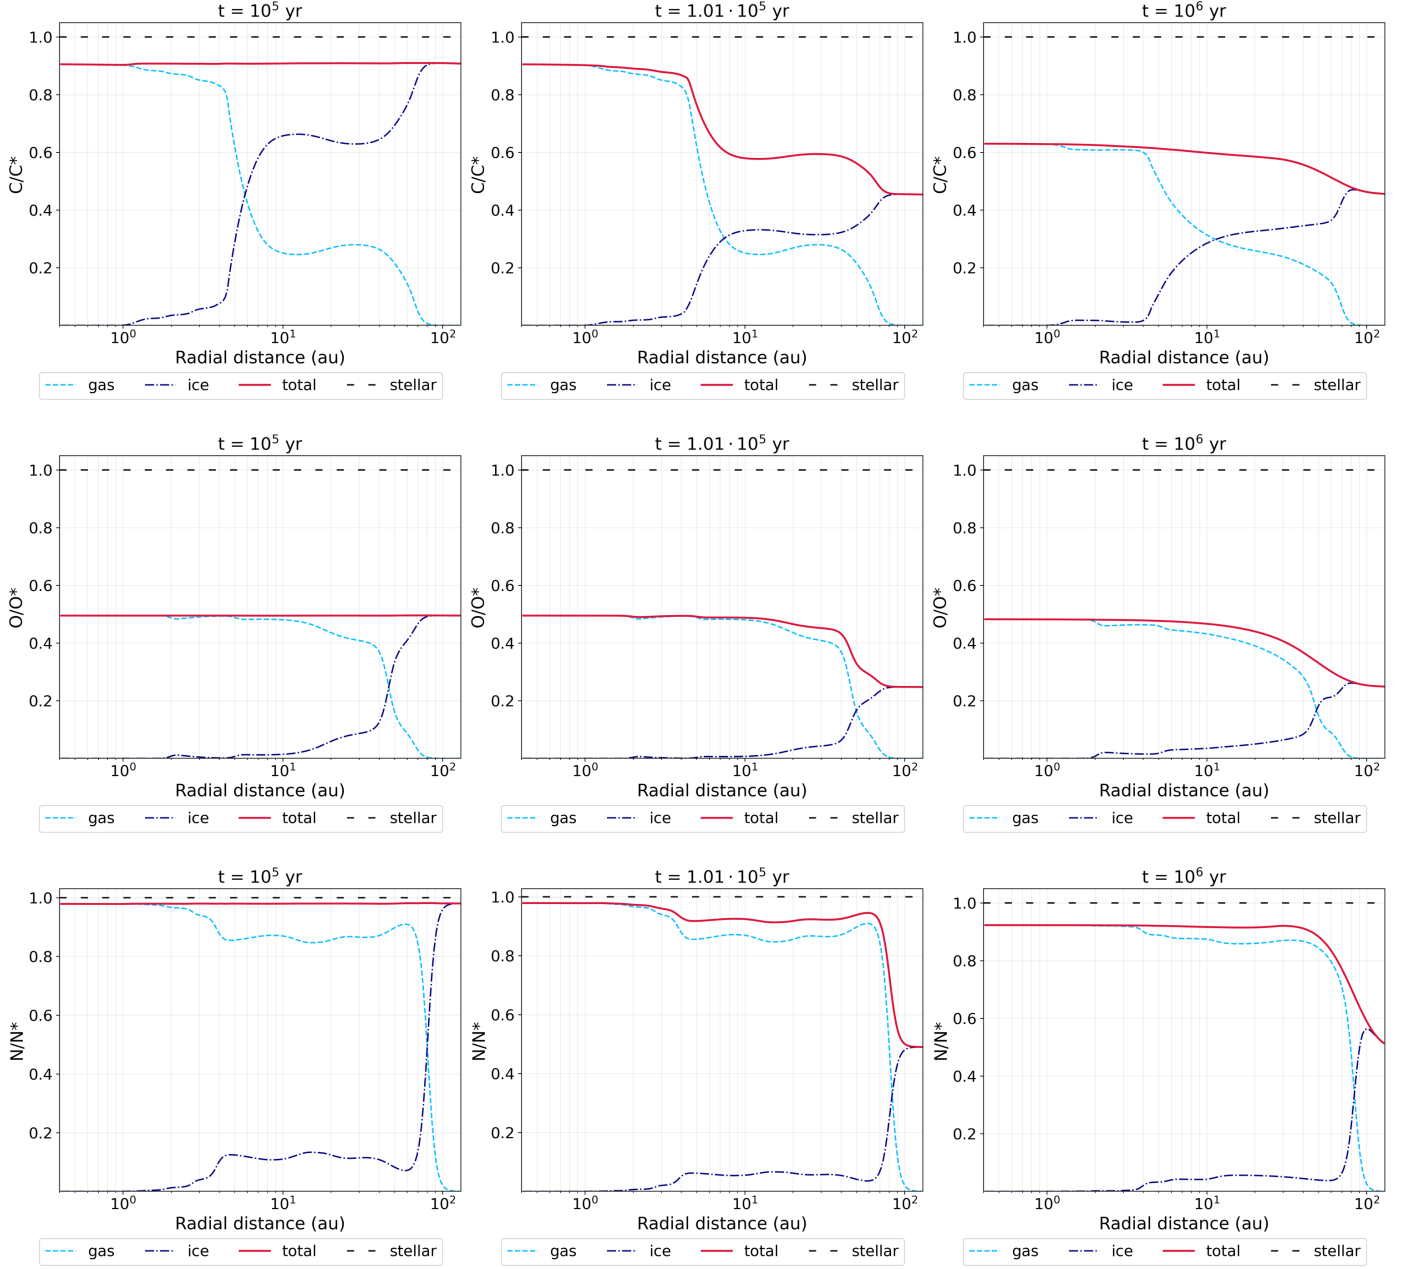 t = 10⁵ yr
C/C*
1.0
0.8
0.6
0.4
0.2
10⁰ 10¹ 10²
Radial distance (au)
gas ice total stellar
t = 1.01 · 10⁵ yr
C/C*
1.0
0.8
0.6
0.4
0.2
10⁰ 10¹ 10²
Radial distance (au)
gas ice total stellar
t = 10⁶ yr
C/C*
1.0
0.8
0.6
0.4
0.2
10⁰ 10¹ 10²
Radial distance (au)
gas ice total stellar
t = 10⁵ yr
O/O*
1.0
0.8
0.6
0.4
0.2
10⁰ 10¹ 10²
Radial distance (au)
gas ice total stellar
t = 1.01 · 10⁵ yr
O/O*
1.0
0.8
0.6
0.4
0.2
10⁰ 10¹ 10²
Radial distance (au)
gas ice total stellar
t = 10⁶ yr
O/O*
1.0
0.8
0.6
0.4
0.2
10⁰ 10¹ 10²
Radial distance (au)
gas ice total stellar
t = 10⁵ yr
N/N*
1.0
0.8
0.6
0.4
0.2
10⁰ 10¹ 10²
Radial distance (au)
gas ice total stellar
t = 1.01 · 10⁵ yr
N/N*
1.0
0.8
0.6
0.4
0.2
10⁰ 10¹ 10²
Radial distance (au)
gas ice total stellar
t = 10⁶ yr
N/N*
1.0
0.8
0.6
0.4
0.2
10⁰ 10¹ 10²
Radial distance (au)
gas ice total stellar